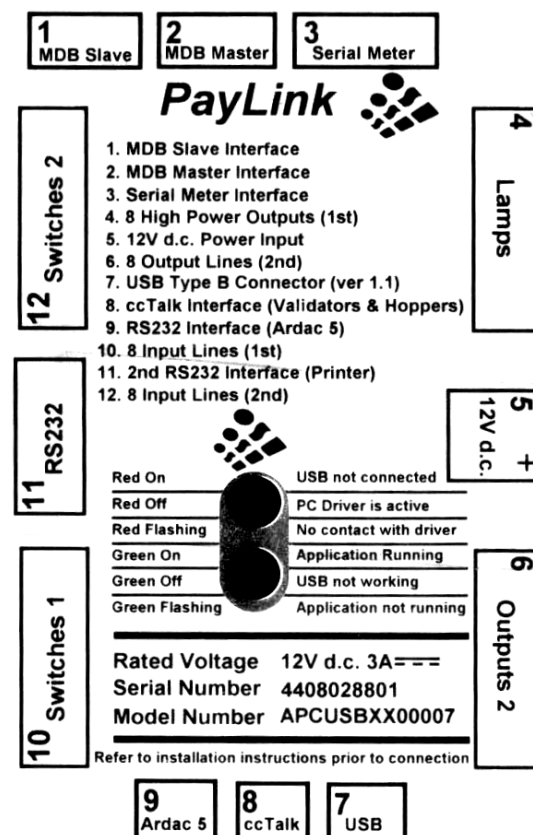 1
MDB Slave
2
MDB Master
3
Serial Meter
PayLink
4
Lamps
12
Switches 2
1. MDB Slave Interface
2. MDB Master Interface
3. Serial Meter Interface
4. 8 High Power Outputs (1st)
5. 12V d.c. Power Input
6. 8 Output Lines (2nd)
7. USB Type B Connector (ver 1.1)
8. ccTalk Interface (Validators & Hoppers)
9. RS232 Interface (Ardac 5)
10. 8 Input Lines (1st)
11. 2nd RS232 Interface (Printer)
12. 8 Input Lines (2nd)
11
RS232
5 +
12V d.c.
Red On USB not connected
Red Off PC Driver is active
Red Flashing No contact with driver
Green On Application Running
Green Off USB not working
Green Flashing Application not running
10
Switches 1
6
Outputs 2
Rated Voltage 12V d.c. 3A
Serial Number 4408028801
Model Number APCUSBXX00007
Refer to installation instructions prior to connection
9
Ardac 5
8
ccTalk
7
USB